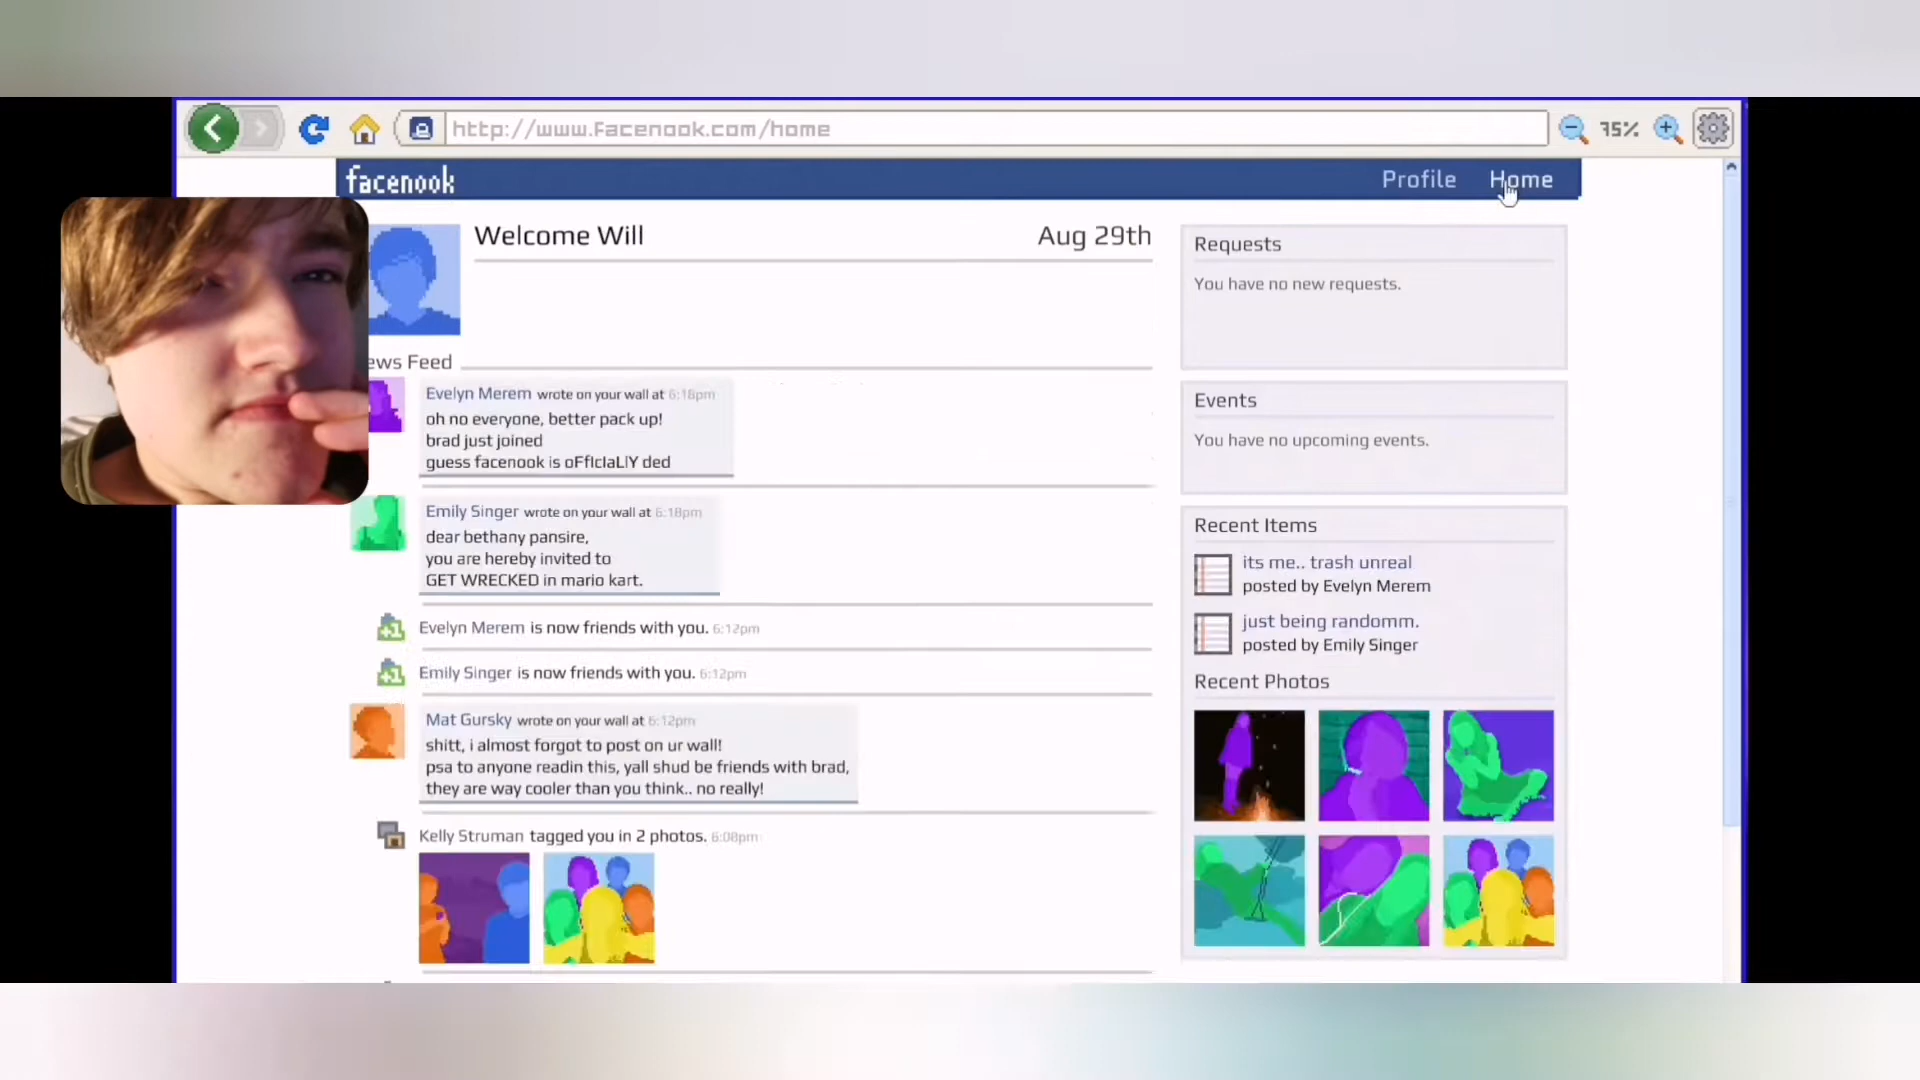 http://www.facenook.com/home
75%
facenook
Profile
Home
Welcome Will
Aug 29th
ews Feed
Evelyn Merem wrote on your wall at 6:18pm
oh no everyone, better pack up!
brad just joined
guess facenook is oFfIcIaLlY ded
Emily Singer wrote on your wall at 6:18pm
dear bethany pansire,
you are hereby invited to
GET WRECKED in mario kart.
Evelyn Merem is now friends with you. 6:12pm
Emily Singer is now friends with you. 6:12pm
Mat Gursky wrote on your wall at 6:12pm
shitt, i almost forgot to post on ur wall!
psa to anyone readin this, yall shud be friends with brad,
they are way cooler than you think.. no really!
Kelly Struman tagged you in 2 photos. 6:08pm
Requests
You have no new requests.
Events
You have no upcoming events.
Recent Items
its me.. trash unreal
posted by Evelyn Merem
just being randomm.
posted by Emily Singer
Recent Photos